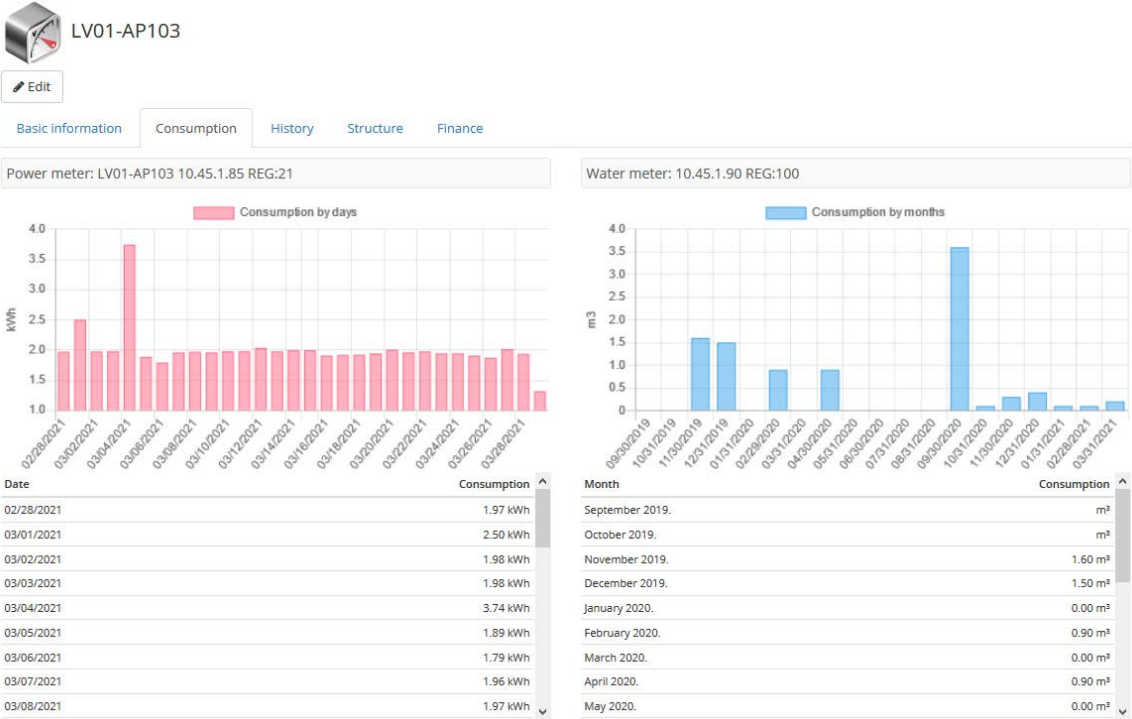 LV01-AP103
Edit
Basic information Consumption History Structure Finance
Power meter: LV01-AP103 10.45.1.85 REG:21
Consumption by days
4.0
3.5
3.0
2.5
2.0
1.5
1.0
kWh
02/28/2021 03/02/2021 03/04/2021 03/06/2021 03/08/2021 03/10/2021 03/12/2021 03/14/2021 03/16/2021 03/18/2021 03/20/2021 03/22/2021 03/24/2021 03/26/2021 03/28/2021
Date Consumption
02/28/2021 1.97 kWh
03/01/2021 2.50 kWh
03/02/2021 1.98 kWh
03/03/2021 1.98 kWh
03/04/2021 3.74 kWh
03/05/2021 1.89 kWh
03/06/2021 1.79 kWh
03/07/2021 1.96 kWh
03/08/2021 1.97 kWh
Water meter: 10.45.1.90 REG:100
Consumption by months
4.0
3.5
3.0
2.5
2.0
1.5
1.0
0.5
0
m3
09/30/2019 10/31/2019 11/30/2019 12/31/2019 01/31/2020 02/29/2020 03/31/2020 04/30/2020 05/31/2020 06/30/2020 07/31/2020 08/31/2020 09/30/2020 10/31/2020 11/30/2020 12/31/2020 01/31/2021 02/28/2021 03/31/2021
Month Consumption
September 2019. m³
October 2019. m³
November 2019. 1.60 m³
December 2019. 1.50 m³
January 2020. 0.00 m³
February 2020. 0.90 m³
March 2020. 0.00 m³
April 2020. 0.90 m³
May 2020. 0.00 m³